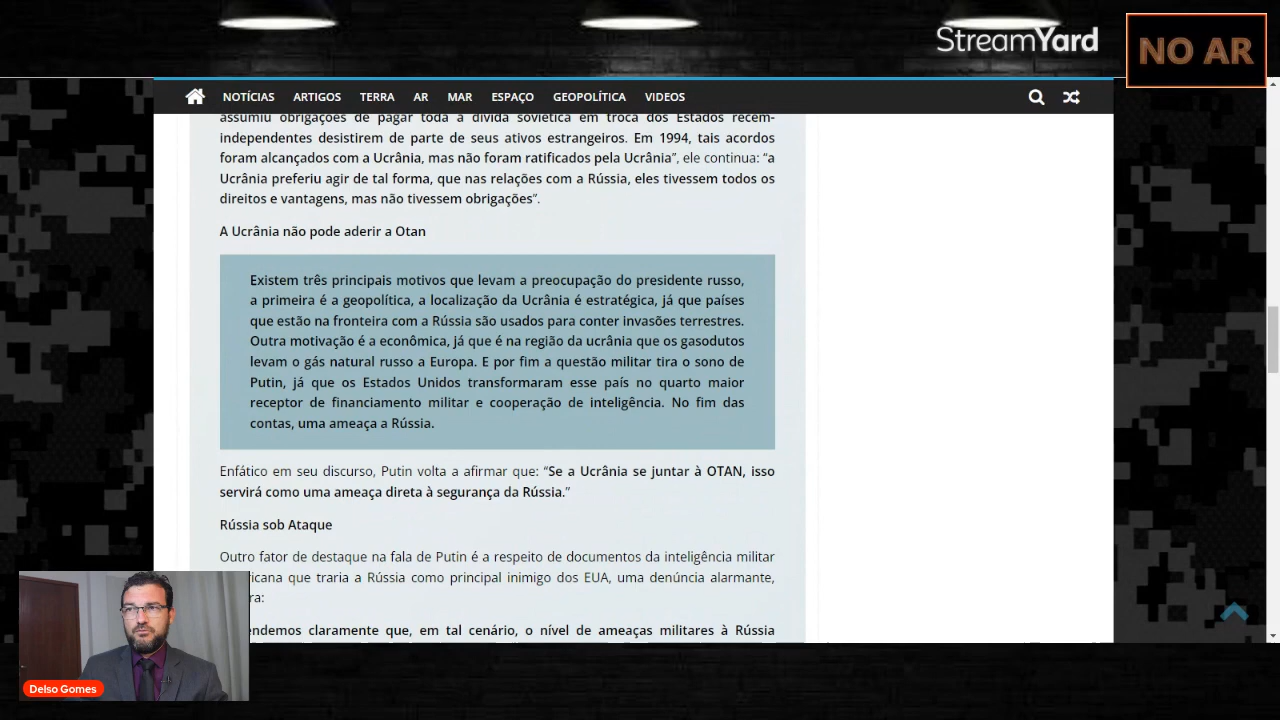 StreamYard
NO AR
NOTÍCIAS ARTIGOS TERRA AR MAR ESPAÇO GEOPOLÍTICA VIDEOS
assumiu obrigações de pagar toda a dívida soviética em troca dos Estados recém-
independentes desistirem de parte de seus ativos estrangeiros. Em 1994, tais acordos
foram alcançados com a Ucrânia, mas não foram ratificados pela Ucrânia”, ele continua: “a
Ucrânia preferiu agir de tal forma, que nas relações com a Rússia, eles tivessem todos os
direitos e vantagens, mas não tivessem obrigações”.
A Ucrânia não pode aderir a Otan
Existem três principais motivos que levam a preocupação do presidente russo,
a primeira é a geopolítica, a localização da Ucrânia é estratégica, já que países
que estão na fronteira com a Rússia são usados para conter invasões terrestres.
Outra motivação é a econômica, já que é na região da ucrânia que os gasodutos
levam o gás natural russo a Europa. E por fim a questão militar tira o sono de
Putin, já que os Estados Unidos transformaram esse país no quarto maior
receptor de financiamento militar e cooperação de inteligência. No fim das
contas, uma ameaça a Rússia.
Enfático em seu discurso, Putin volta a afirmar que: “Se a Ucrânia se juntar à OTAN, isso
servirá como uma ameaça direta à segurança da Rússia.”
Rússia sob Ataque
Outro fator de destaque na fala de Putin é a respeito de documentos da inteligência militar
ricana que traria a Rússia como principal inimigo dos EUA, uma denúncia alarmante,
ra:
endemos claramente que, em tal cenário, o nível de ameaças militares à Rússia
Delso Gomes